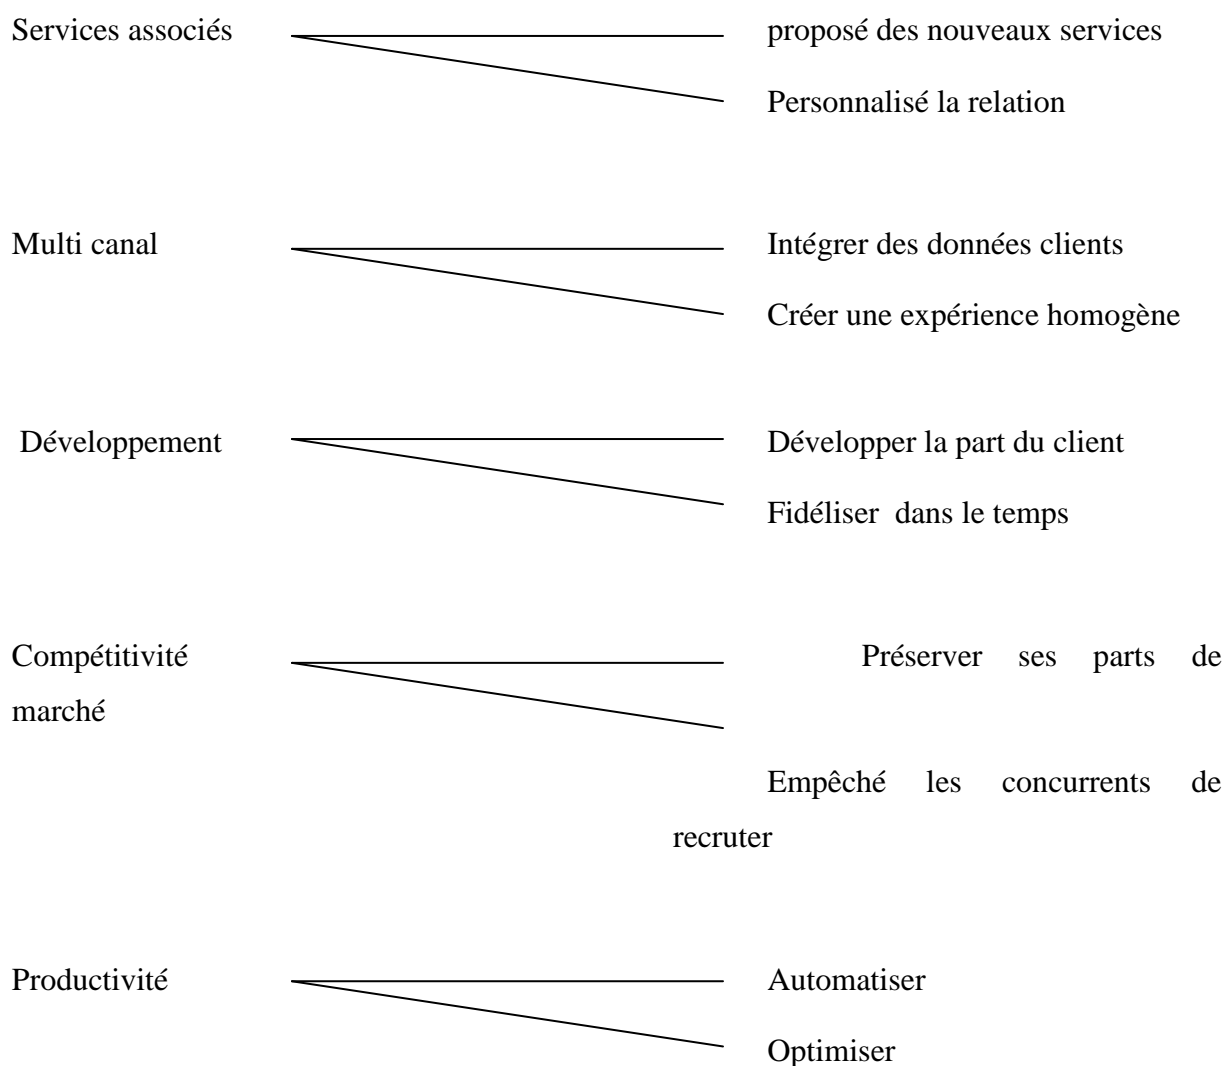 Services associés proposé des nouveaux services
Personnalisé la relation
Multi canal Intégrer des données clients
Créer une expérience homogène
Développement Développer la part du client
Fidéliser dans le temps
Compétitivité Préserver ses parts de
marché
Empêché les concurrents de
recruter
Productivité Automatiser
Optimiser